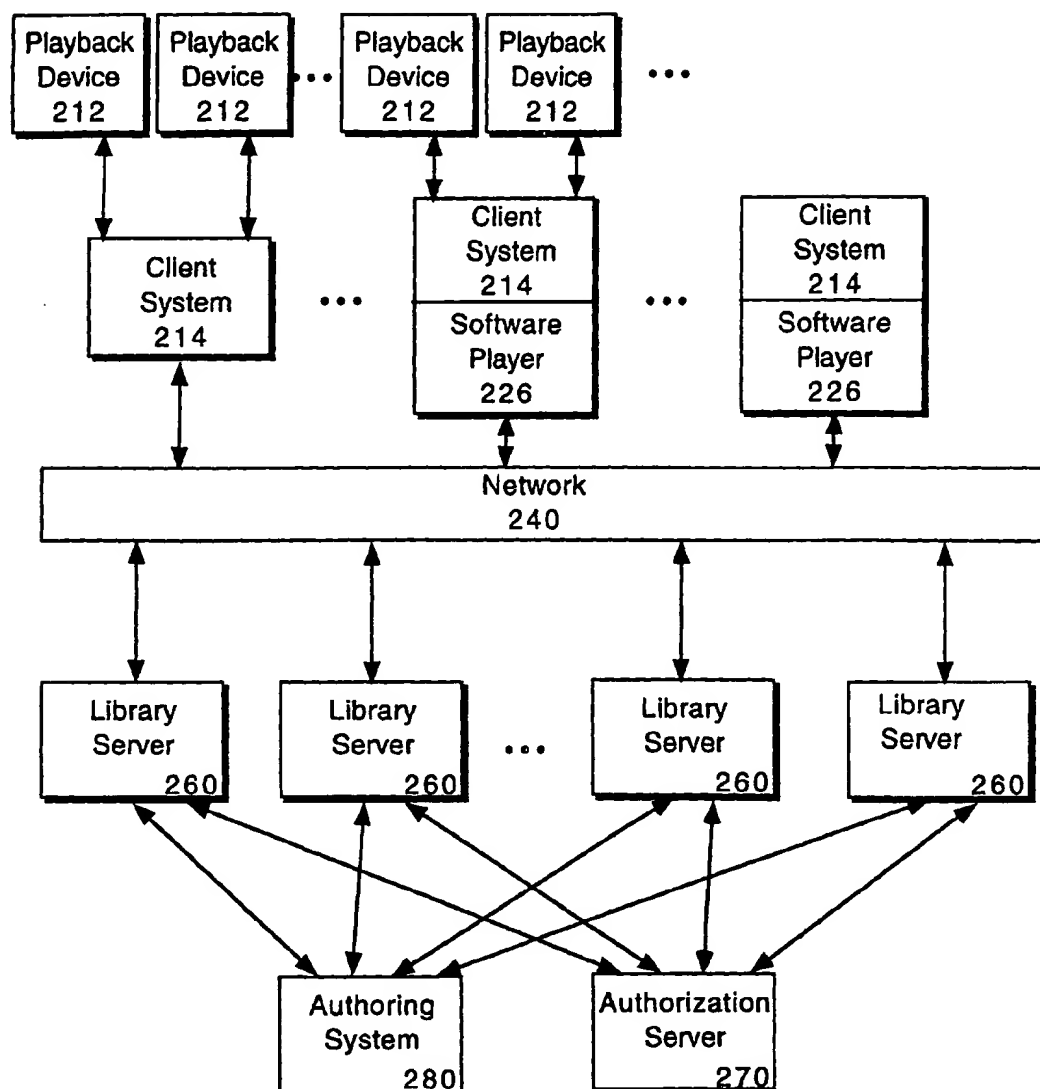 Playback
Device
212
Playback
Device
212
...
Playback
Device
212
Playback
Device
212
...
Client
System
214
...
Client
System
214
Software
Player
226
...
Client
System
214
Software
Player
226
Network
240
Library
Server
260
Library
Server
260
...
Library
Server
260
Library
Server
260
Authoring
System
280
Authorization
Server
270